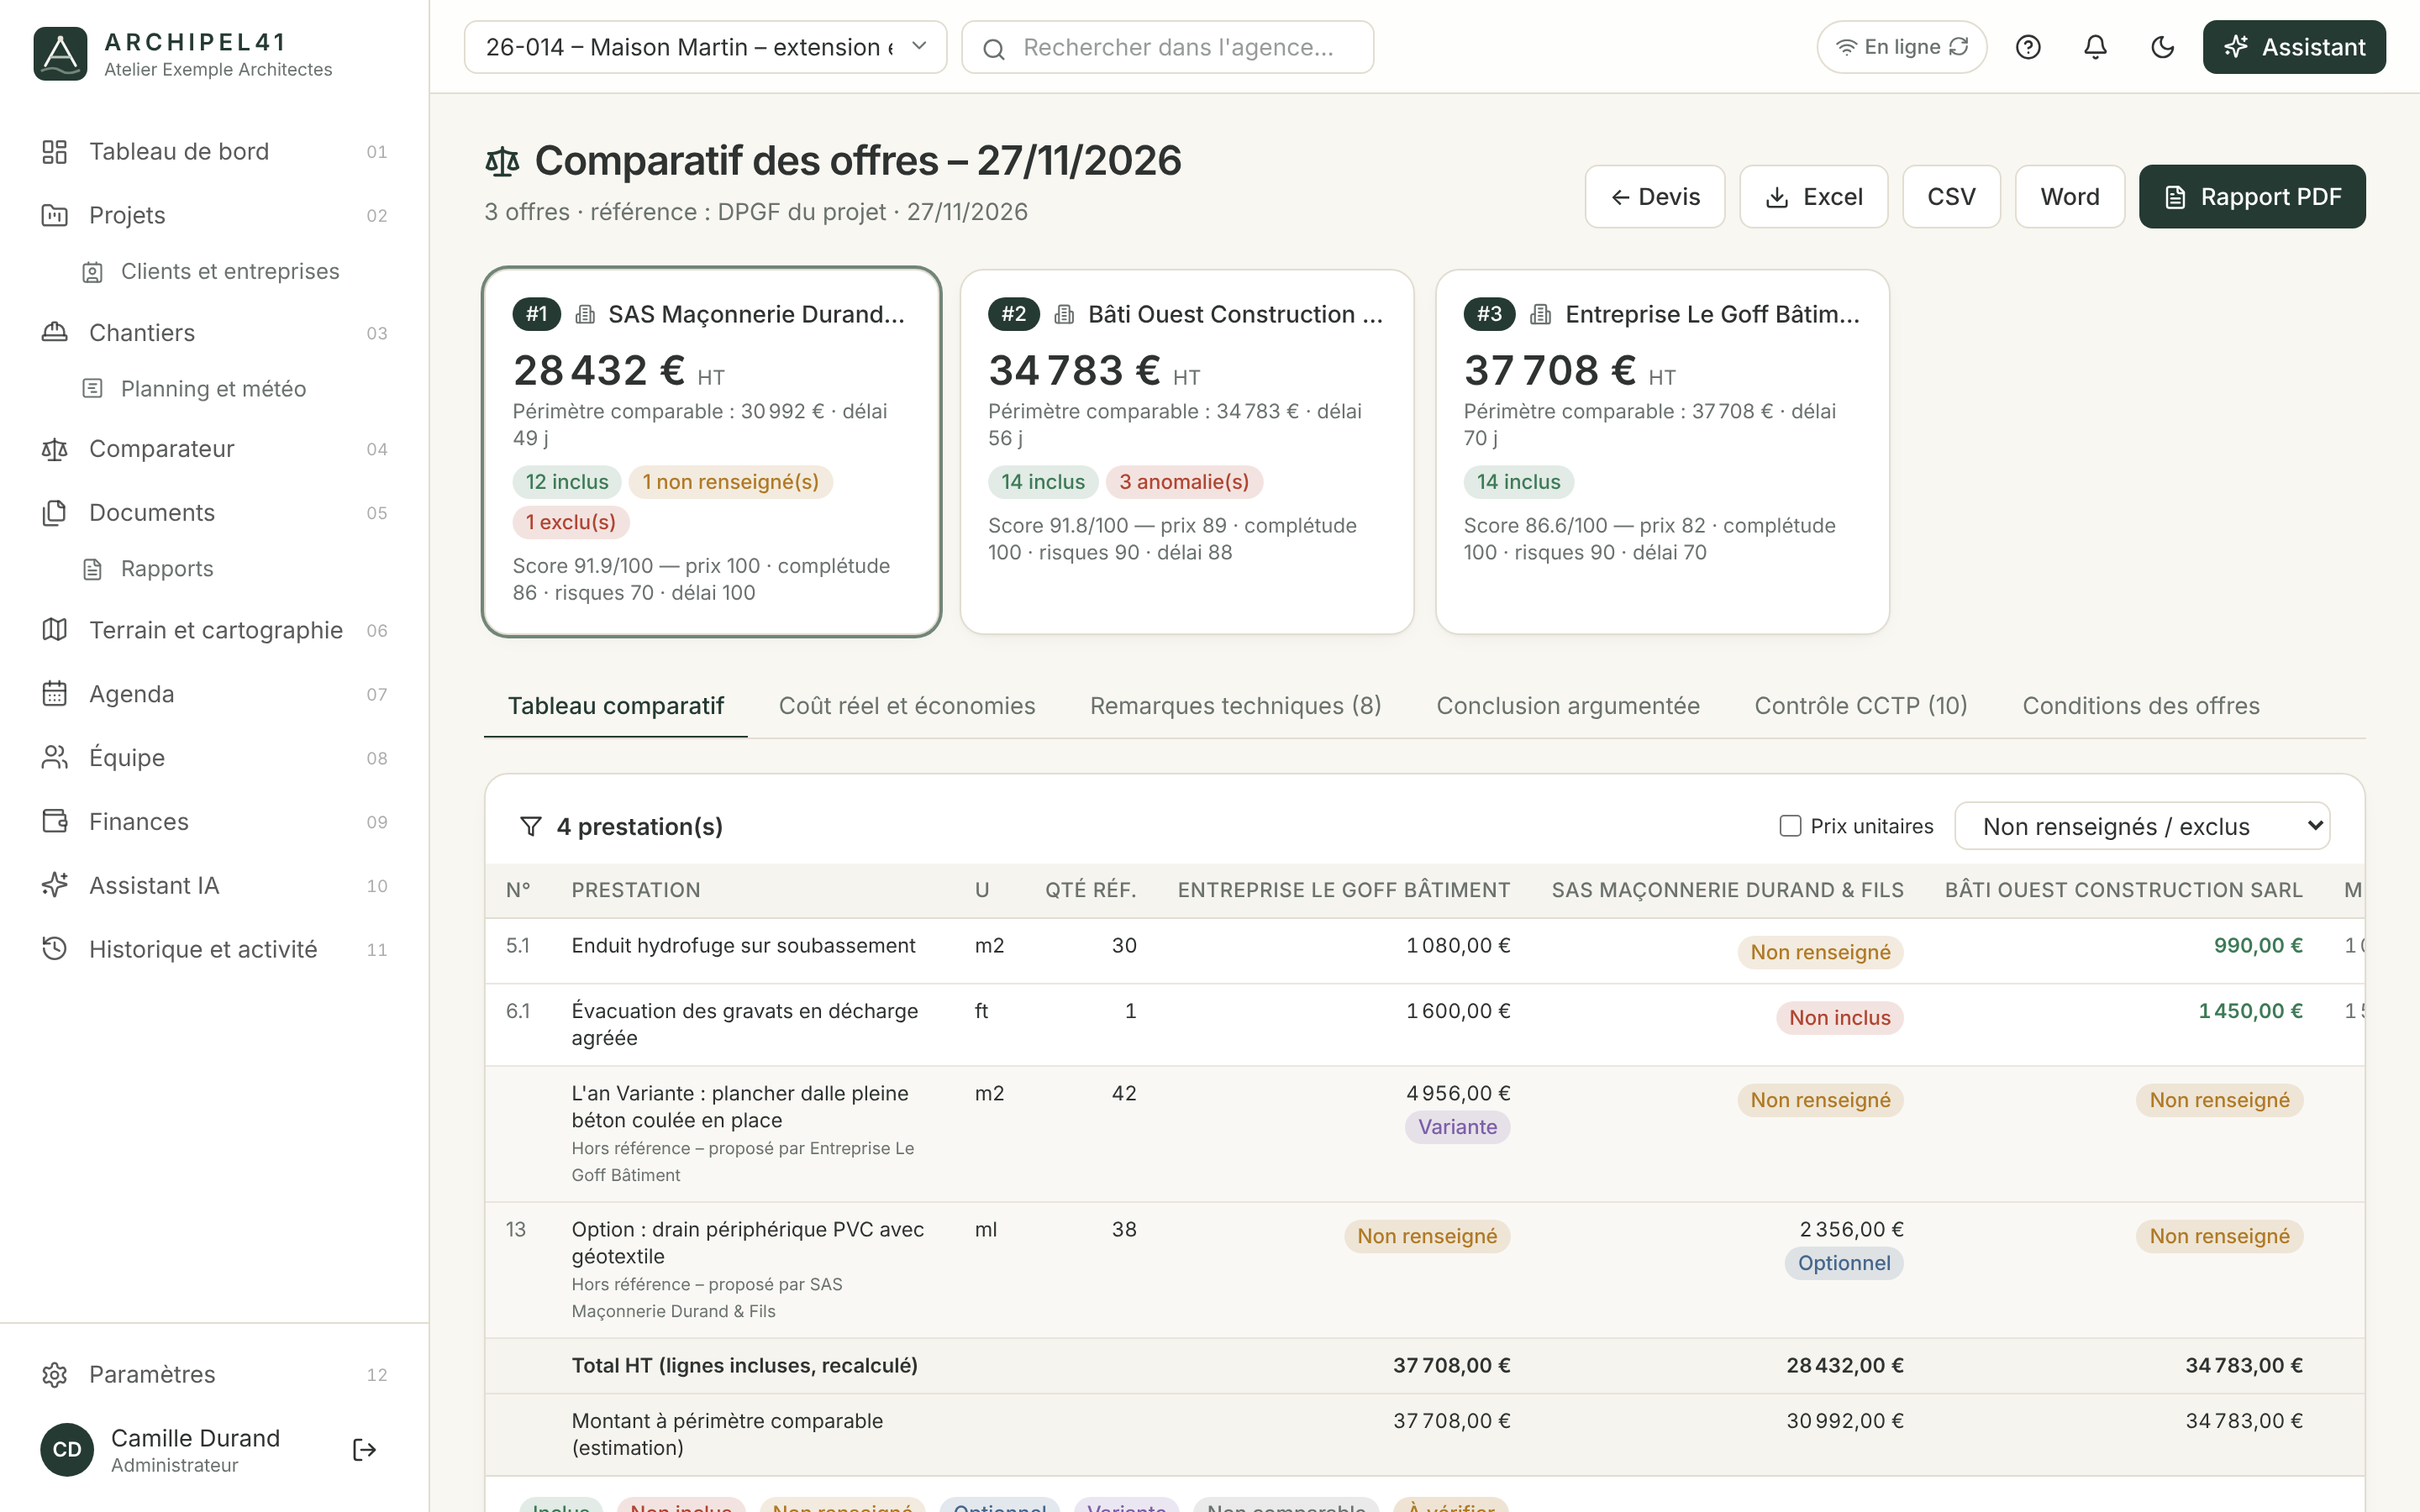 ARCHIPEL41
Atelier Exemple Architectes
Tableau de bord 01
Projets 02
Clients et entreprises
Chantiers 03
Planning et météo
Comparateur 04
Documents 05
Rapports
Terrain et cartographie 06
Agenda 07
Équipe 08
Finances 09
Assistant IA 10
Historique et activité 11
Paramètres 12
CD
Camille Durand
Administrateur
26-014 – Maison Martin – extension
Rechercher dans l'agence...
En ligne
Assistant
Comparatif des offres – 27/11/2026
3 offres · référence : DPGF du projet · 27/11/2026
← Devis
Excel
CSV
Word
Rapport PDF
#1 SAS Maçonnerie Durand...
28 432 € HT
Périmètre comparable : 30 992 € · délai
49 j
12 inclus 1 non renseigné(s)
1 exclu(s)
Score 91.9/100 — prix 100 · complétude
86 · risques 70 · délai 100
#2 Bâti Ouest Construction ...
34 783 € HT
Périmètre comparable : 34 783 € · délai
56 j
14 inclus 3 anomalie(s)
Score 91.8/100 — prix 89 · complétude
100 · risques 90 · délai 88
#3 Entreprise Le Goff Bâtim...
37 708 € HT
Périmètre comparable : 37 708 € · délai
70 j
14 inclus
Score 86.6/100 — prix 82 · complétude
100 · risques 90 · délai 70
Tableau comparatif Coût réel et économies Remarques techniques (8) Conclusion argumentée Contrôle CCTP (10) Conditions des offres
4 prestation(s) Prix unitaires Non renseignés / exclus
N° PRESTATION U QTÉ RÉF. ENTREPRISE LE GOFF BÂTIMENT SAS MAÇONNERIE DURAND & FILS BÂTI OUEST CONSTRUCTION SARL
5.1 Enduit hydrofuge sur soubassement m2 30 1 080,00 € Non renseigné 990,00 €
6.1 Évacuation des gravats en décharge ft 1 1 600,00 € Non inclus 1 450,00 €
agréée
L'an Variante : plancher dalle pleine m2 42 4 956,00 € Non renseigné Non renseigné
béton coulée en place Variante
Hors référence – proposé par Entreprise Le
Goff Bâtiment
13 Option : drain périphérique PVC avec ml 38 Non renseigné 2 356,00 € Non renseigné
géotextile Optionnel
Hors référence – proposé par SAS
Maçonnerie Durand & Fils
Total HT (lignes incluses, recalculé) 37 708,00 € 28 432,00 € 34 783,00 €
Montant à périmètre comparable 37 708,00 € 30 992,00 € 34 783,00 €
(estimation)
Inclus Non inclus Non renseigné Optionnel Variante Non comparable À vérifier